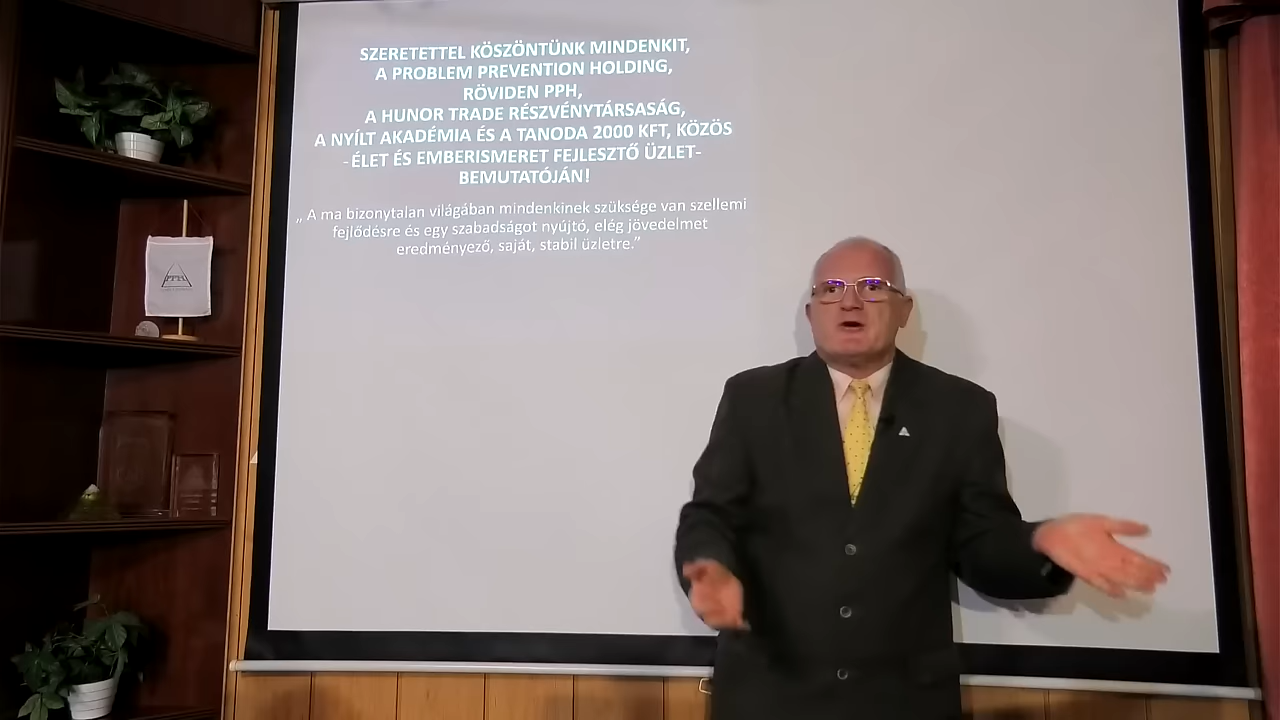 SZERETETTEL KÖSZÖNTÜNK MINDENKIT,
A PROBLEM PREVENTION HOLDING,
RÖVIDEN PPH,
A HUNOR TRADE RÉSZVÉNYTÁRSASÁG,
A NYÍLT AKADÉMIA ÉS A TANODA 2000 KFT, KÖZÖS
-ÉLET ÉS EMBERISMERET FEJLESZTŐ ÜZLET-
BEMUTATÓJÁN!
„ A ma bizonytalan világában mindenkinek szüksége van szellemi
fejlődésre és egy szabadságot nyújtó, elég jövedelmet
eredményező, saját, stabil üzletre.”